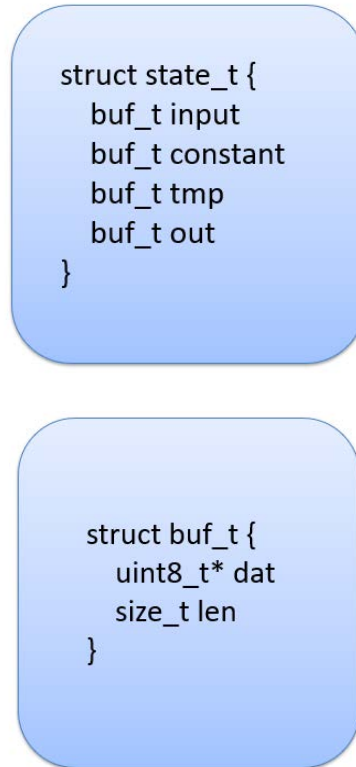 struct state_t {
buf_t input
buf_t constant
buf_t tmp
buf_t out
}
struct buf_t {
uint8_t* dat
size_t len
}